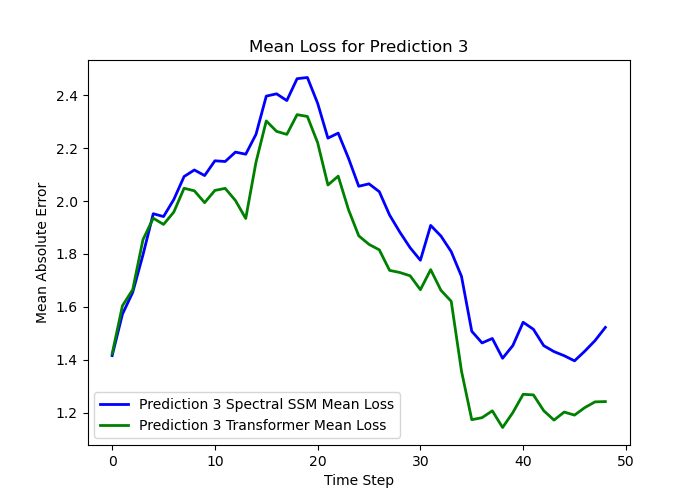 Mean Loss for Prediction 3
Mean Absolute Error
2.4
2.2
2.0
1.8
1.6
1.4
1.2
Prediction 3 Spectral SSM Mean Loss
Prediction 3 Transformer Mean Loss
0 10 20 30 40 50
Time Step